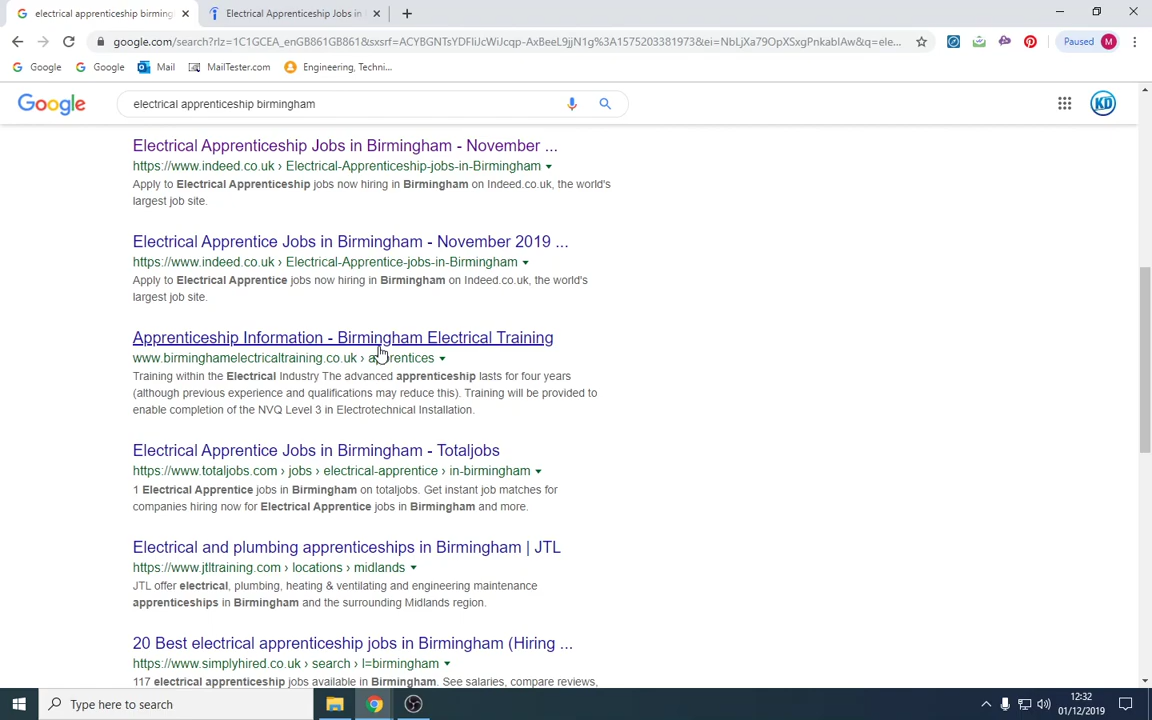 electrical apprenticeship birming
Electrical Apprenticeship Jobs in
google.com/search?rlz=1C1GCEA_enGB861GB861&sxsrf=ACYBGNTsYDFIiJcWiJcqp-AxBeeL9jjN1g%3A1575203381973&ei=NbLjXa79OpXSxgPnkabIAw&q=ele...
Paused
M
Google
Google
Mail
MailTester.com
Engineering, Techni...
Google
electrical apprenticeship birmingham
KD
Electrical Apprenticeship Jobs in Birmingham - November ...
https://www.indeed.co.uk › Electrical-Apprenticeship-jobs-in-Birmingham
Apply to Electrical Apprenticeship jobs now hiring in Birmingham on Indeed.co.uk, the world's
largest job site.
Electrical Apprentice Jobs in Birmingham - November 2019 ...
https://www.indeed.co.uk › Electrical-Apprentice-jobs-in-Birmingham
Apply to Electrical Apprentice jobs now hiring in Birmingham on Indeed.co.uk, the world's
largest job site.
Apprenticeship Information - Birmingham Electrical Training
www.birminghamelectricaltraining.co.uk › apprentices
Training within the Electrical Industry The advanced apprenticeship lasts for four years
(although previous experience and qualifications may reduce this). Training will be provided to
enable completion of the NVQ Level 3 in Electrotechnical Installation.
Electrical Apprentice Jobs in Birmingham - Totaljobs
https://www.totaljobs.com › jobs › electrical-apprentice › in-birmingham
1 Electrical Apprentice jobs in Birmingham on totaljobs. Get instant job matches for
companies hiring now for Electrical Apprentice jobs in Birmingham and more.
Electrical and plumbing apprenticeships in Birmingham | JTL
https://www.jtltraining.com › locations › midlands
JTL offer electrical, plumbing, heating & ventilating and engineering maintenance
apprenticeships in Birmingham and the surrounding Midlands region.
20 Best electrical apprenticeship jobs in Birmingham (Hiring ...
https://www.simplyhired.co.uk › search › l=birmingham
117 electrical apprenticeship jobs available in Birmingham. See salaries, compare reviews,
Type here to search
12:32
01/12/2019